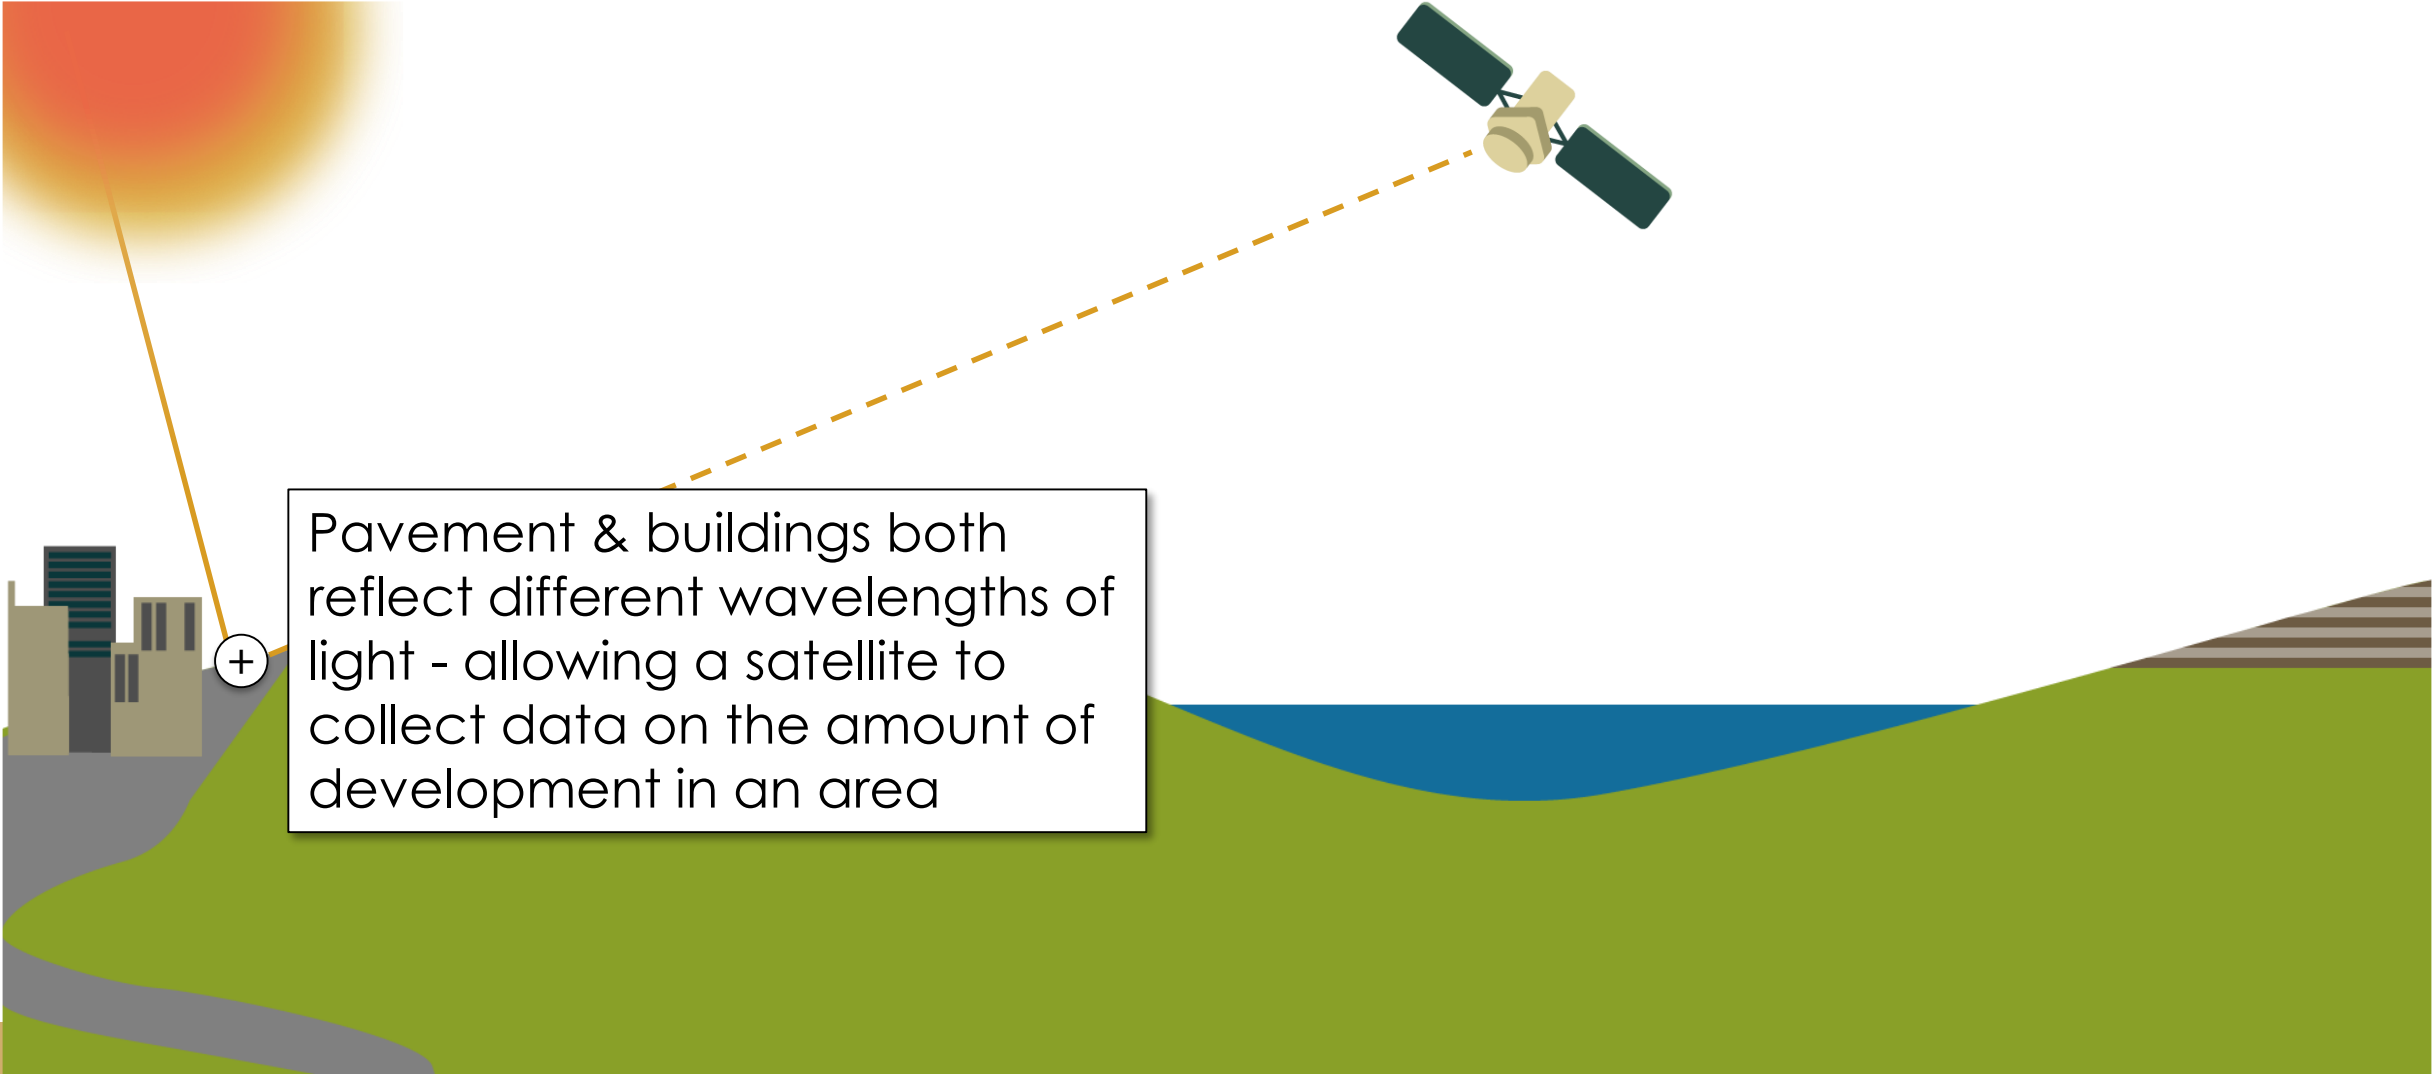 Pavement & buildings both
reflect different wavelengths of
light - allowing a satellite to
collect data on the amount of
development in an area
+